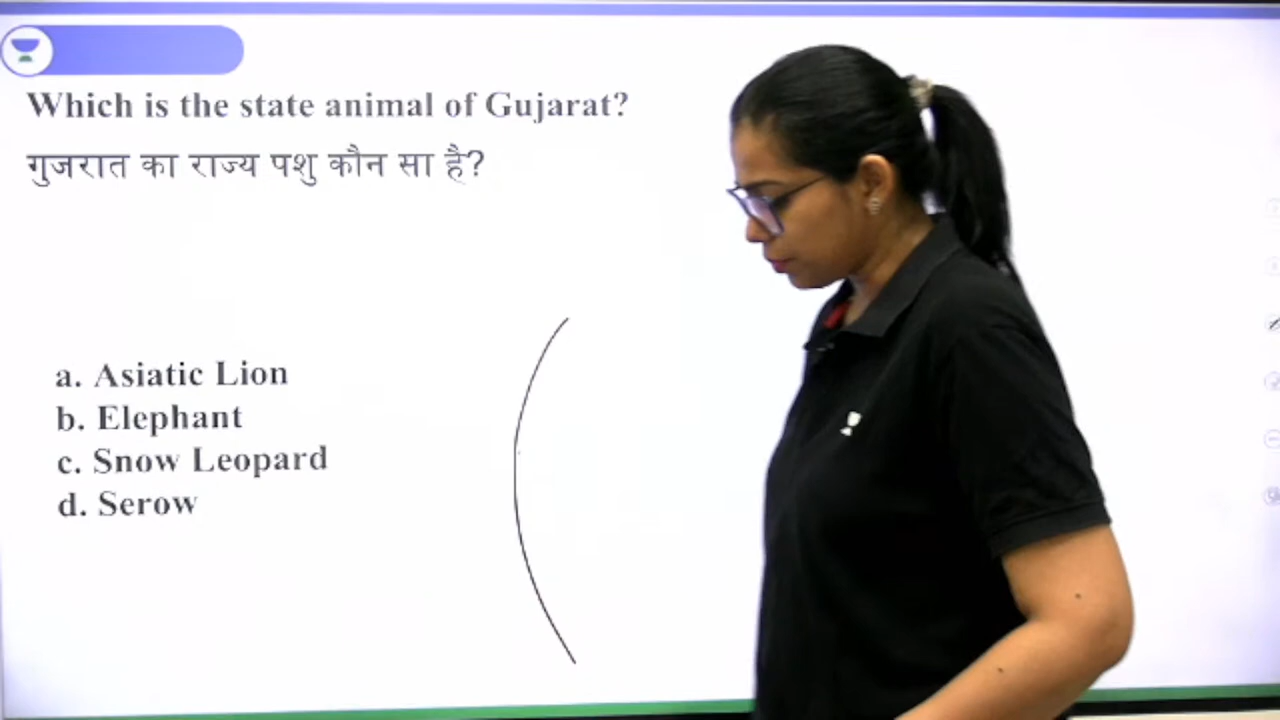 Which is the state animal of Gujarat?
गुजरात का राज्य पशु कौन सा है?
a. Asiatic Lion
b. Elephant
c. Snow Leopard
d. Serow